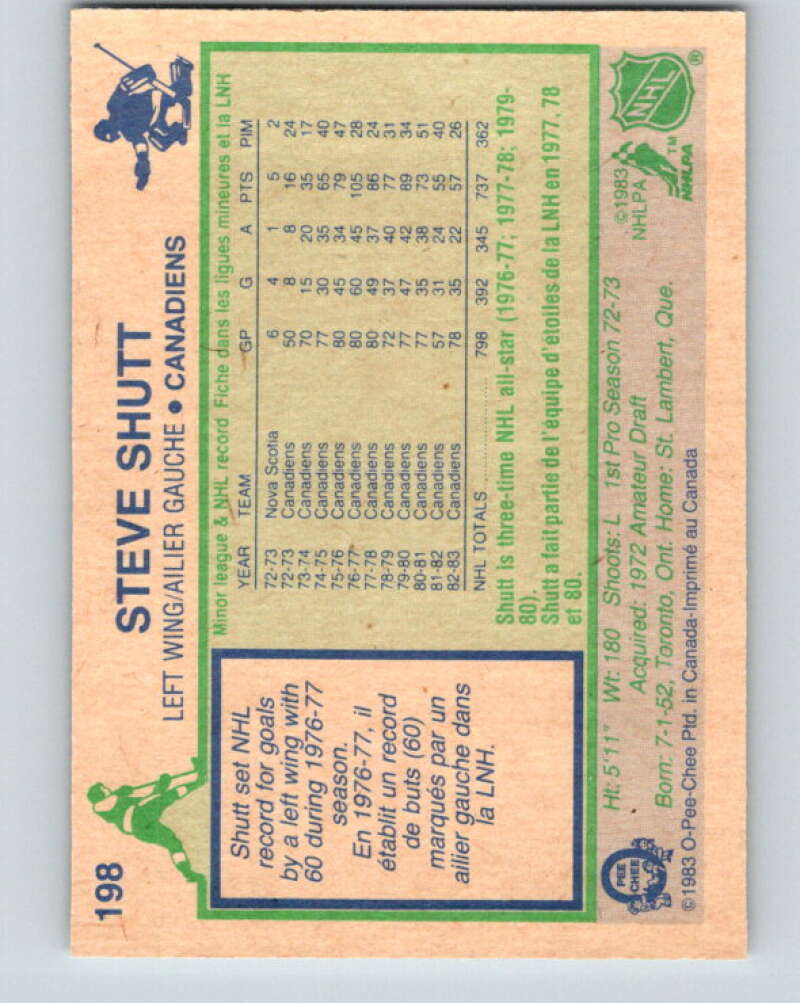 198
STEVE SHUTT
LEFT WING/AILIER GAUCHE • CANADIENS
Shutt set NHL
record for goals
by a left wing with
60 during 1976-77
season.
En 1976-77, il
établit un record
de buts (60)
marqués par un
ailier gauche dans
la LNH.
Minor league & NHL record Fiche dans les ligues mineures et la LNH
YEAR TEAM GP G A PTS PIM
72-73 Nova Scotia 6 4 1 5 2
72-73 Canadiens 50 8 8 16 24
73-74 Canadiens 70 15 20 35 17
74-75 Canadiens 77 30 35 65 40
75-76 Canadiens 80 45 34 79 47
76-77 Canadiens 80 60 45 105 28
77-78 Canadiens 80 49 37 86 24
78-79 Canadiens 72 37 40 77 31
79-80 Canadiens 77 47 42 89 34
80-81 Canadiens 77 35 38 73 51
81-82 Canadiens 57 31 24 55 40
82-83 Canadiens 78 35 22 57 26
NHL TOTALS 798 392 345 737 362
Shutt is three-time NHL all-star (1976-77; 1977-78; 1979-
80).
Shutt a fait partie de l'équipe d'étoiles de la LNH en 1977, 78
et 80.
Ht: 5'11" Wt: 180 Shoots: L 1st Pro Season 72-73
Acquired: 1972 Amateur Draft
Born: 7-1-52, Toronto, Ont. Home: St. Lambert, Que.
©1983 O-Pee-Chee Ptd. in Canada-Imprimé au Canada
O
PEE
CHEE
©1983
NHLPA
NHL
®
TM
NHLPA